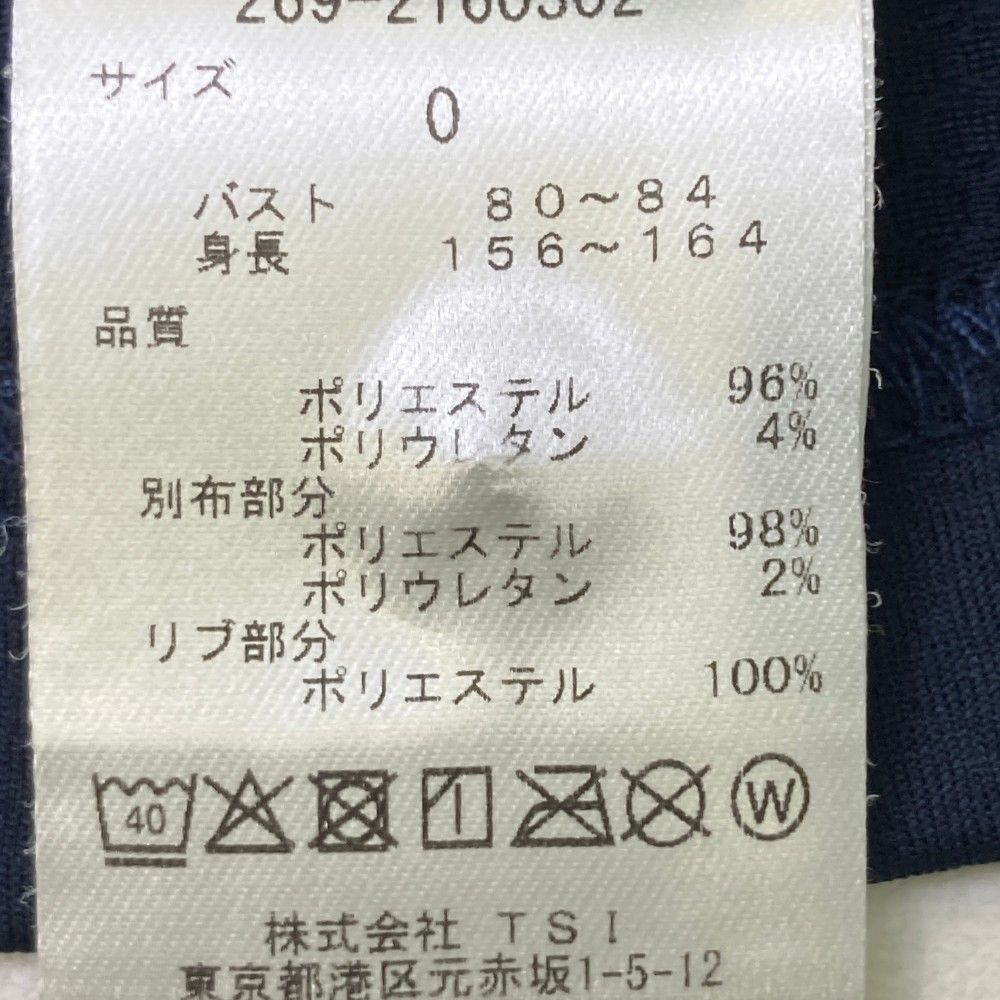 269-2160302
サイズ
0
バスト 80～84
身長 156～164
品質
ポリエステル 96%
ポリウレタン 4%
別布部分
ポリエステル 98%
ポリウレタン 2%
リブ部分
ポリエステル 100%
40 W
株式会社 TSI
東京都港区元赤坂1-5-12